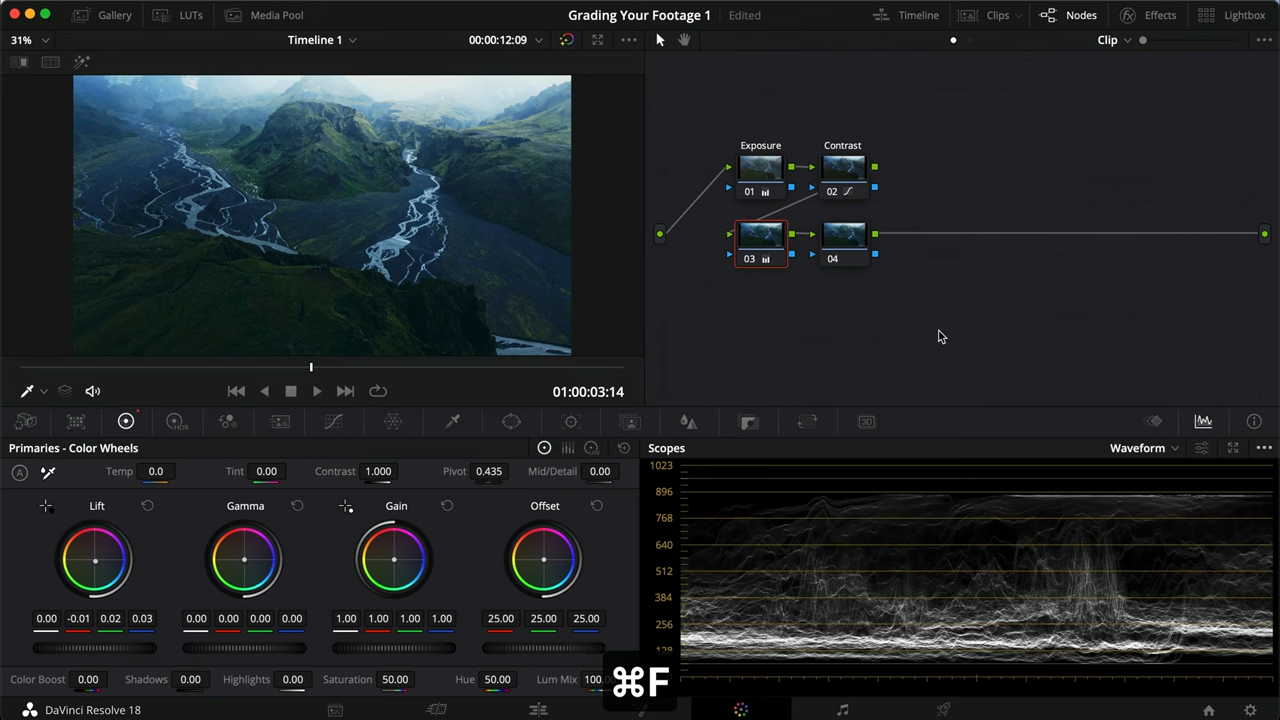 Gallery LUTs Media Pool Grading Your Footage 1 Edited Timeline Clips Nodes Effects Lightbox
31% Timeline 1 00:00:12:09 Clip
Exposure Contrast
01 02
03 04
01:00:03:14
HDR 3D
Primaries - Color Wheels Scopes Waveform
A Temp 0.0 Tint 0.00 Contrast 1.000 Pivot 0.435 Mid/Detail 0.00
Lift Gamma Gain Offset
0.00 -0.01 0.02 0.03 0.00 0.00 0.00 0.00 1.00 1.00 1.00 1.00 25.00 25.00 25.00
Color Boost 0.00 Shadows 0.00 Highlights 0.00 Saturation 50.00 Hue 50.00 Lum Mix 100.
1023
896
768
640
512
384
256
128
⌘F
DaVinci Resolve 18